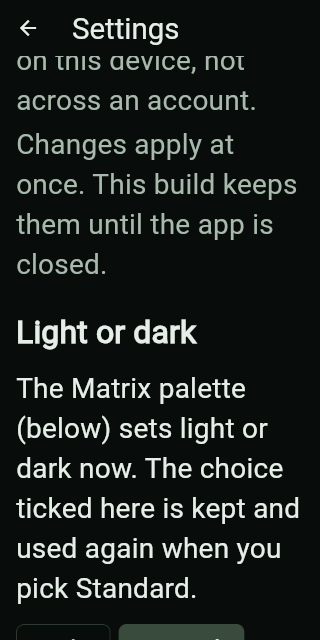 Settings
on this device, not
across an account.
Changes apply at
once. This build keeps
them until the app is
closed.
Light or dark
The Matrix palette
(below) sets light or
dark now. The choice
ticked here is kept and
used again when you
pick Standard.